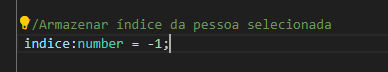 //Armazenar índice da pessoa selecionada
indice:number = -1;